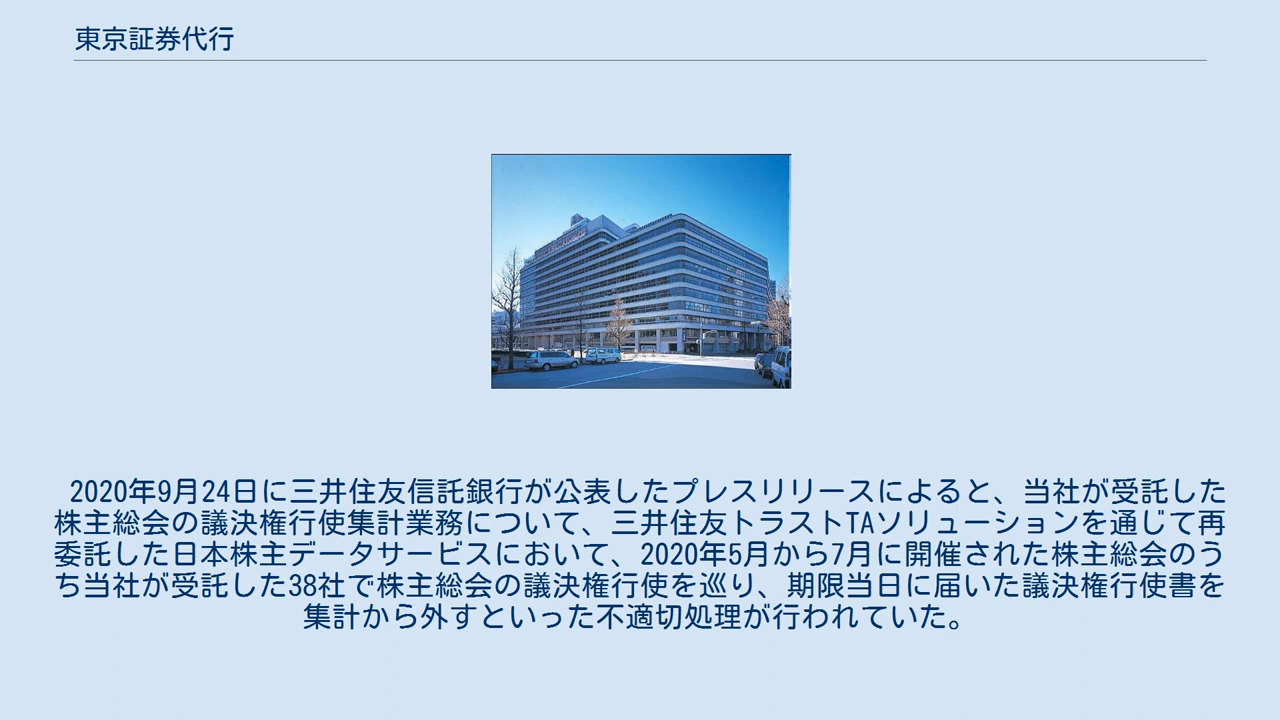 東京証券代行
2020年9月24日に三井住友信託銀行が公表したプレスリリースによると、当社が受託した
株主総会の議決権行使集計業務について、三井住友トラストTAソリューションを通じて再
委託した日本株主データサービスにおいて、2020年5月から7月に開催された株主総会のう
ち当社が受託した38社で株主総会の議決権行使を巡り、期限当日に届いた議決権行使書を
集計から外すといった不適切処理が行われていた。